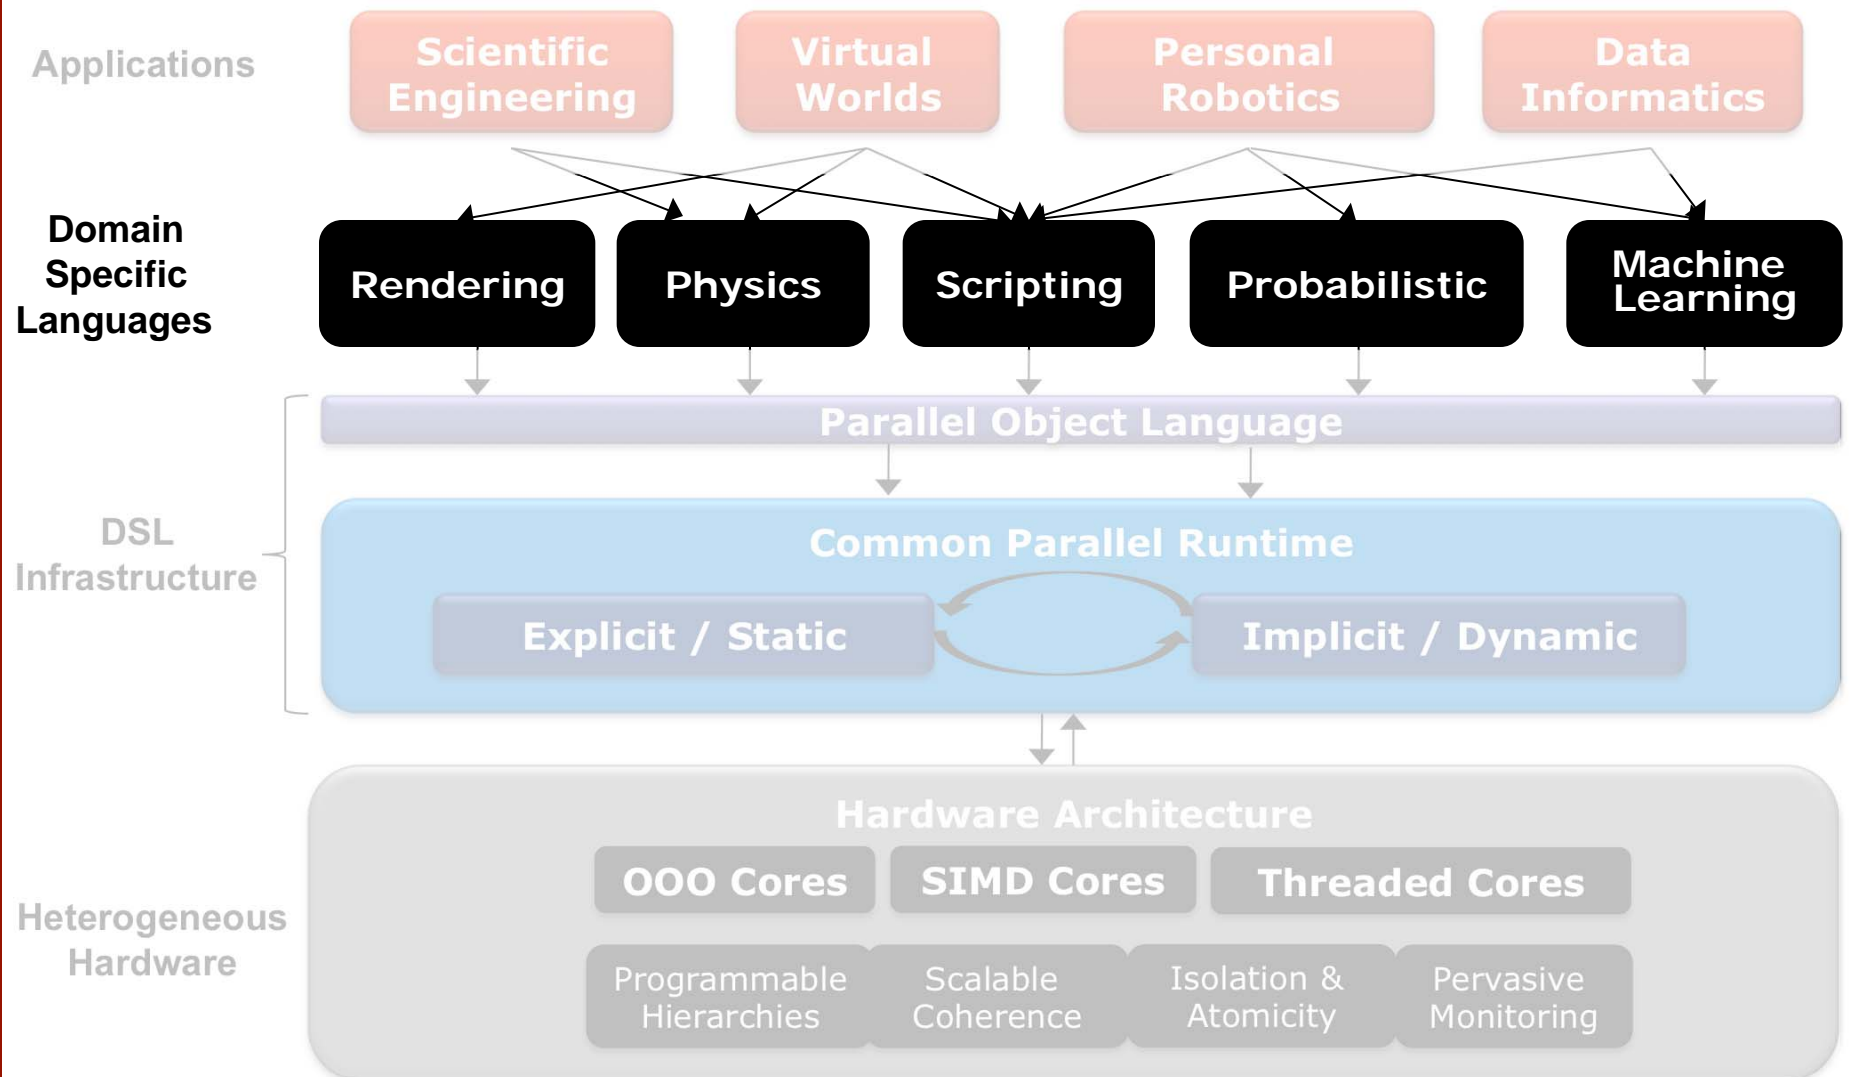 Applications
Scientific
Engineering
Virtual
Worlds
Personal
Robotics
Data
Informatics
Domain
Specific
Languages
Rendering
Physics
Scripting
Probabilistic
Machine
Learning
Parallel Object Language
DSL
Infrastructure
Common Parallel Runtime
Explicit / Static
Implicit / Dynamic
Heterogeneous
Hardware
Hardware Architecture
OOO Cores
SIMD Cores
Threaded Cores
Programmable
Hierarchies
Scalable
Coherence
Isolation &
Atomicity
Pervasive
Monitoring